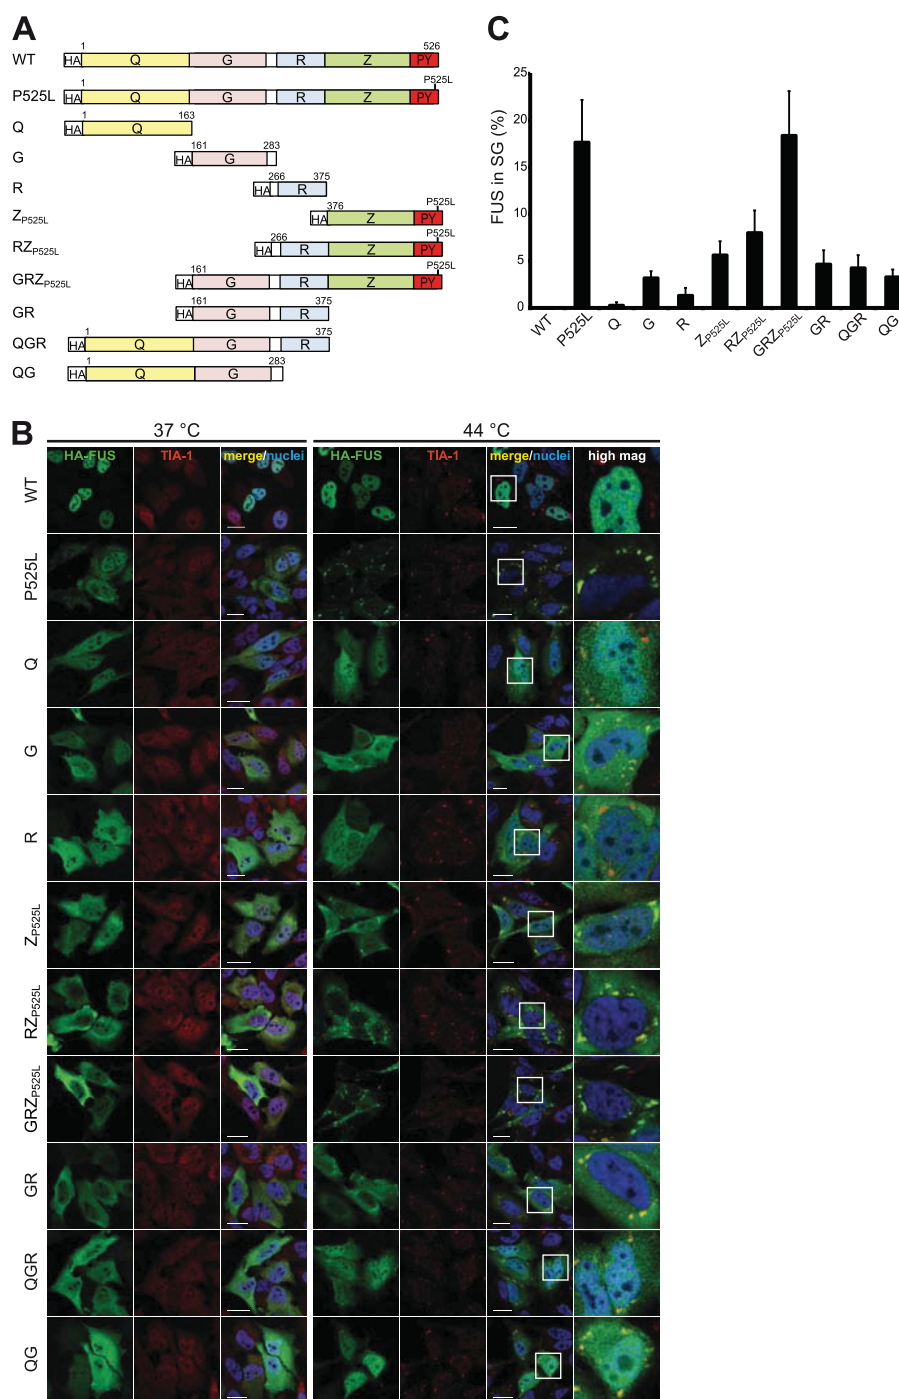 A
1 526
WT HA Q G R Z PY
1 P525L
P525L HA Q G R Z PY
1 163
Q HA Q
161 283
G HA G
266 375
R HA R
376 P525L
ZP525L HA Z PY
266 P525L
RZP525L HA R Z PY
161 P525L
GRZP525L HA G R Z PY
161 375
GR HA G R
1 375
QGR HA Q G R
1 283
QG HA Q G
C
FUS in SG (%)
25
20
15
10
5
0
WT P525L Q G R ZP525L RZP525L GRZP525L GR QGR QG
B
37 °C 44 °C
HA-FUS TIA-1 merge/nuclei HA-FUS TIA-1 merge/nuclei high mag
WT
P525L
Q
G
R
ZP525L
RZP525L
GRZP525L
GR
QGR
QG